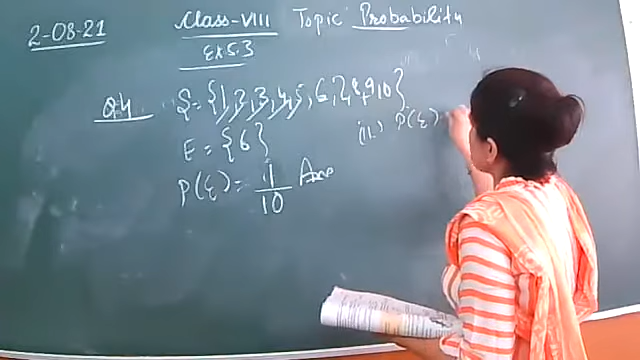 2-08-21
Class-VIII Topic Probability
Ex 5.3
Q4 S={1,2,3,4,5,6,7,8,9,10}
(ii) P(E)
E = {6}
P(E) = 1/10 Ans